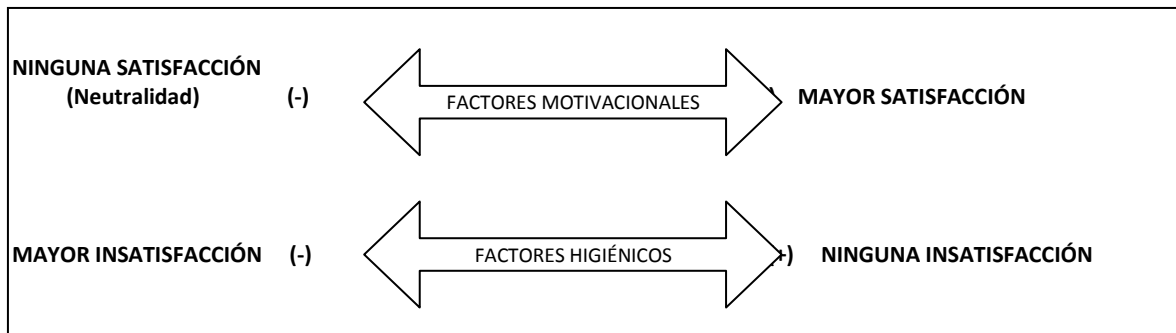 NINGUNA SATISFACCIÓN
(Neutralidad) (-) FACTORES MOTIVACIONALES ) MAYOR SATISFACCIÓN
MAYOR INSATISFACCIÓN (-) FACTORES HIGIÉNICOS (+) NINGUNA INSATISFACCIÓN